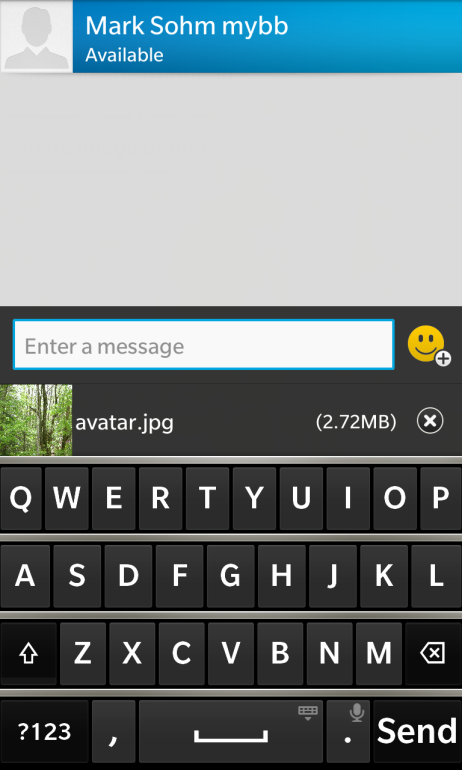 Mark Sohm mybb
Available
Enter a message
avatar.jpg (2.72MB)
Q W E R T Y U I O P
A S D F G H J K L
Z X C V B N M
?123 , . Send